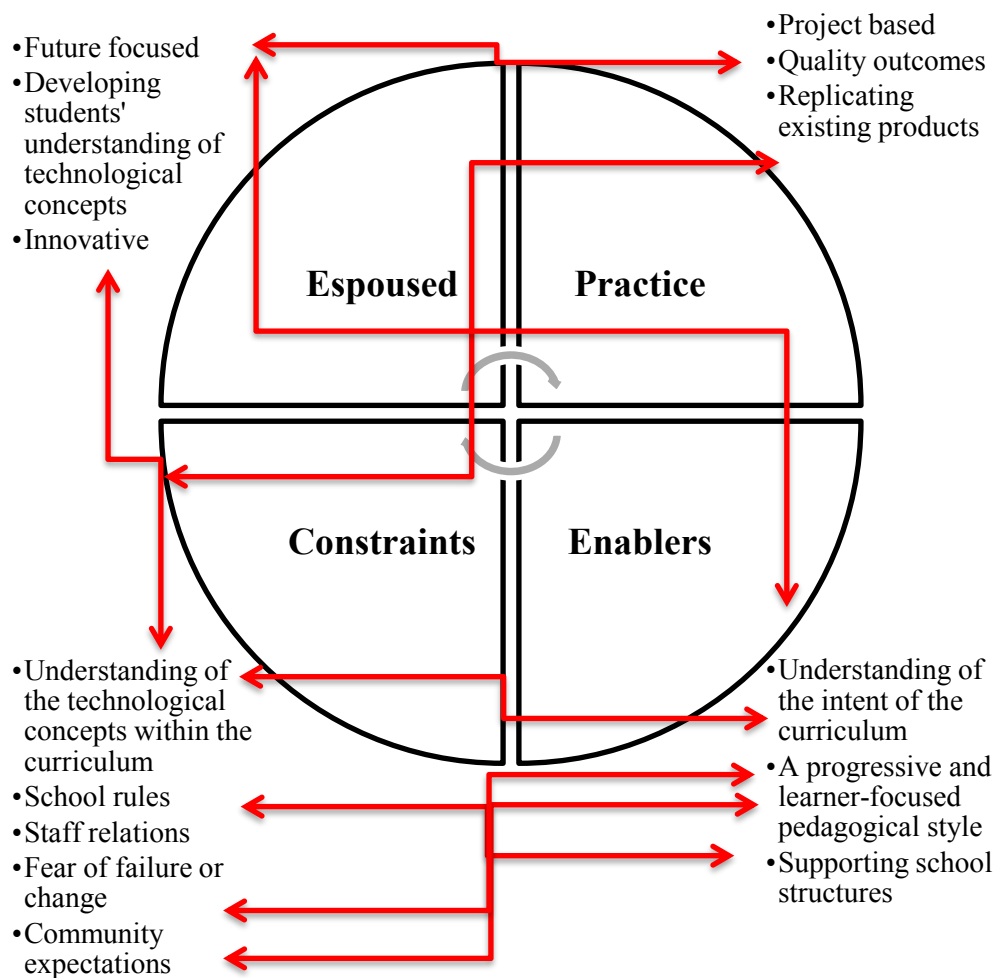 •Future focused
•Developing
students'
understanding of
technological
concepts
•Innovative
•Project based
•Quality outcomes
•Replicating
existing products
Espoused
Practice
Constraints
Enablers
•Understanding of
the technological
concepts within the
curriculum
•School rules
•Staff relations
•Fear of failure or
change
•Community
expectations
•Understanding of
the intent of the
curriculum
•A progressive and
learner-focused
pedagogical style
•Supporting school
structures